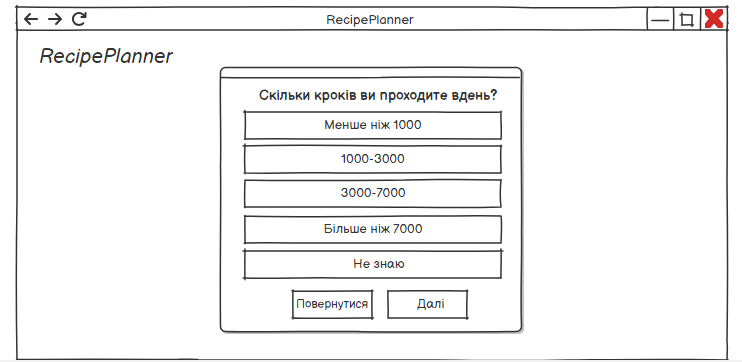 RecipePlanner
RecipePlanner
Скільки кроків ви проходите вдень?
Менше ніж 1000
1000-3000
3000-7000
Більше ніж 7000
Не знаю
Повернутися Далі